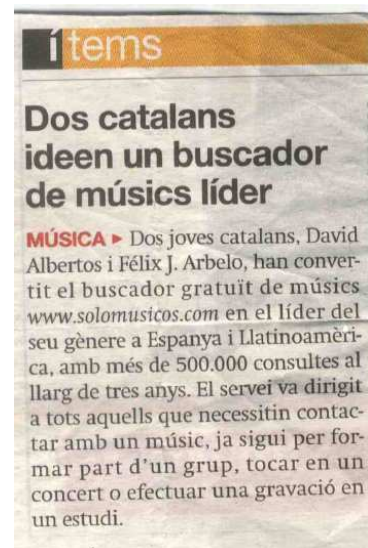 ítems
Dos catalans
ideen un buscador
de músics líder
MÚSICA ▸ Dos joves catalans, David
Albertos i Félix J. Arbelo, han conver-
tit el buscador gratuït de músics
www.solomusicos.com en el líder del
seu gènere a Espanya i Llatinoamèri-
ca, amb més de 500.000 consultes al
llarg de tres anys. El servei va dirigit
a tots aquells que necessitin contac-
tar amb un músic, ja sigui per for-
mar part d'un grup, tocar en un
concert o efectuar una gravació en
un estudi.